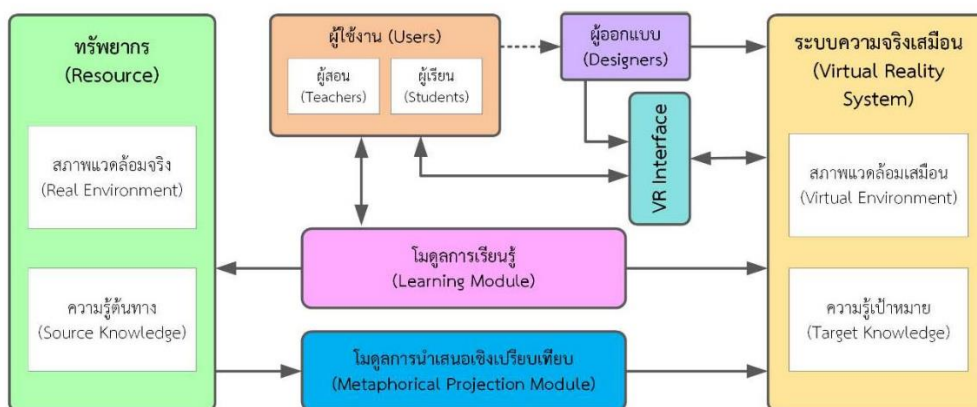 ทรัพยากร
(Resource)
สภาพแวดล้อมจริง
(Real Environment)
ความรู้ต้นทาง
(Source Knowledge)
ผู้ใช้งาน (Users)
ผู้สอน
(Teachers)
ผู้เรียน
(Students)
ผู้ออกแบบ
(Designers)
VR Interface
โมดูลการเรียนรู้
(Learning Module)
โมดูลการนำเสนอเชิงเปรียบเทียบ
(Metaphorical Projection Module)
ระบบความจริงเสมือน
(Virtual Reality
System)
สภาพแวดล้อมเสมือน
(Virtual Environment)
ความรู้เป้าหมาย
(Target Knowledge)